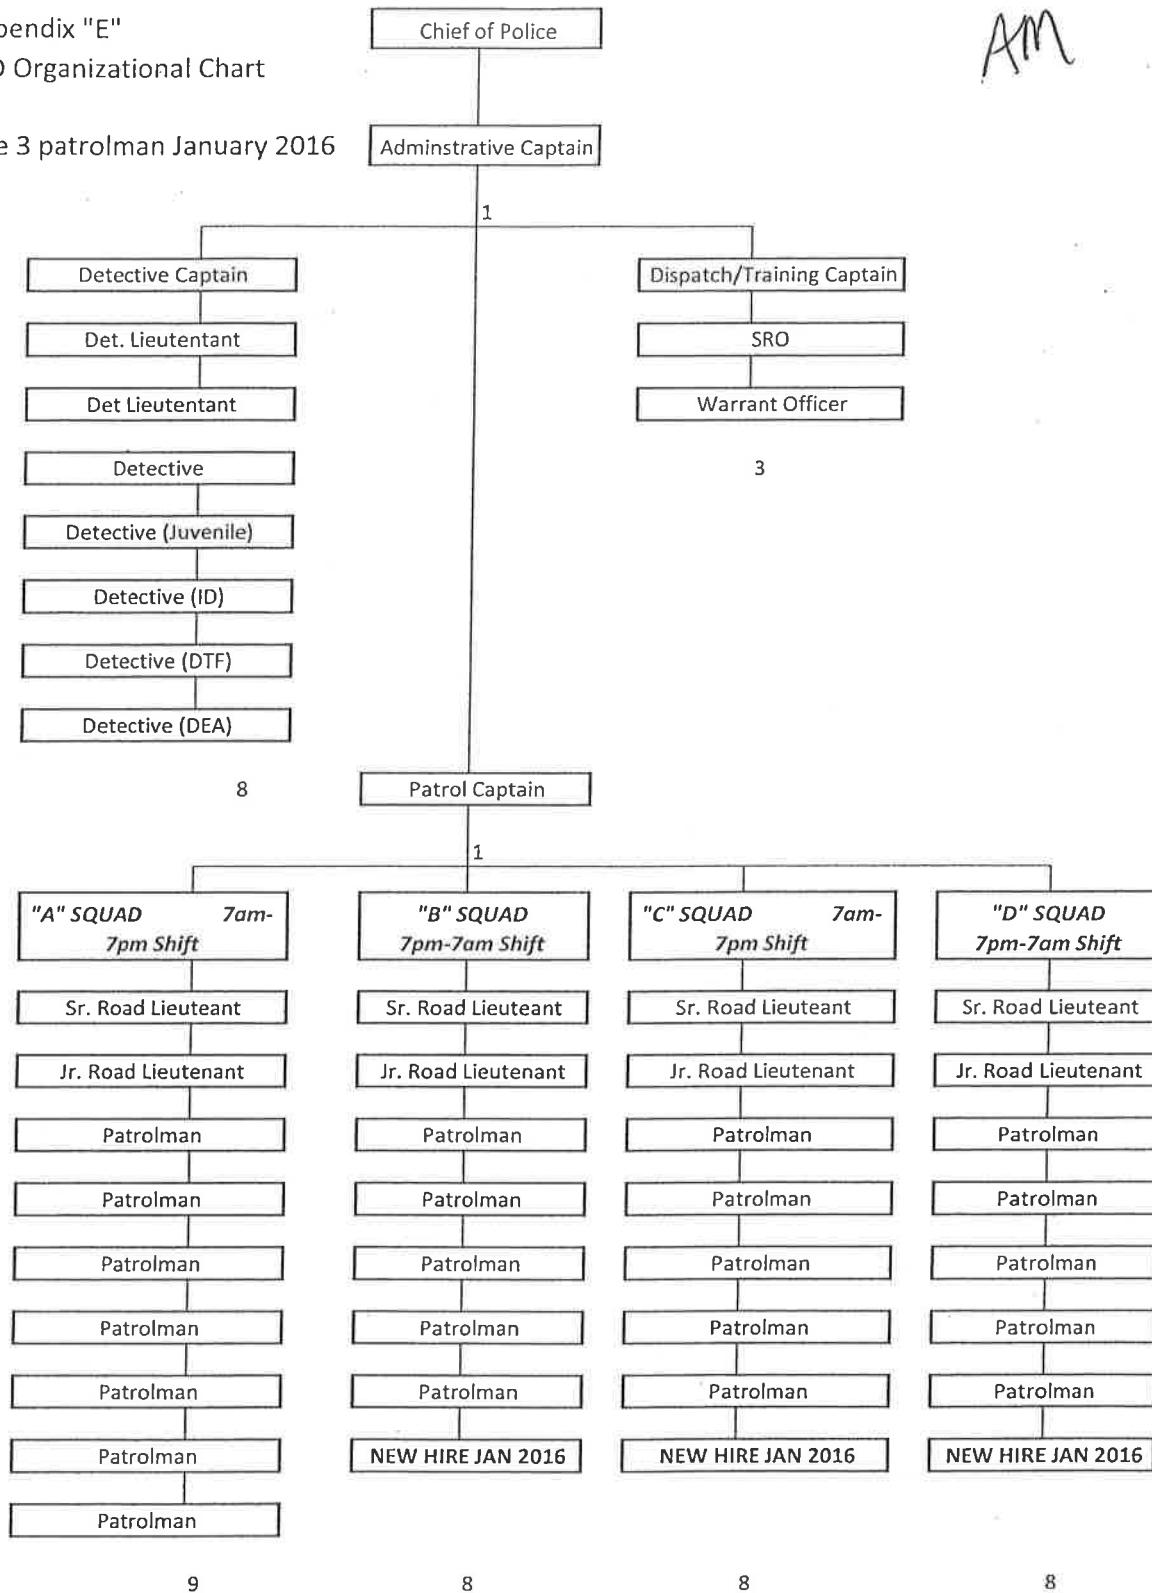 pendix "E"
Organizational Chart
3 patrolman January 2016
AM
Chief of Police
Adminstrative Captain
1
Detective Captain
Det. Lieutentant
Det Lieutentant
Detective
Detective (Juvenile)
Detective (ID)
Detective (DTF)
Detective (DEA)
8
Dispatch/Training Captain
SRO
Warrant Officer
3
Patrol Captain
1
"A" SQUAD 7am-
7pm Shift
Sr. Road Lieuteant
Jr. Road Lieutenant
Patrolman
Patrolman
Patrolman
Patrolman
Patrolman
Patrolman
Patrolman
9
"B" SQUAD
7pm-7am Shift
Sr. Road Lieuteant
Jr. Road Lieutenant
Patrolman
Patrolman
Patrolman
Patrolman
Patrolman
NEW HIRE JAN 2016
8
"C" SQUAD 7am-
7pm Shift
Sr. Road Lieuteant
Jr. Road Lieutenant
Patrolman
Patrolman
Patrolman
Patrolman
Patrolman
NEW HIRE JAN 2016
8
"D" SQUAD
7pm-7am Shift
Sr. Road Lieuteant
Jr. Road Lieutenant
Patrolman
Patrolman
Patrolman
Patrolman
Patrolman
NEW HIRE JAN 2016
8